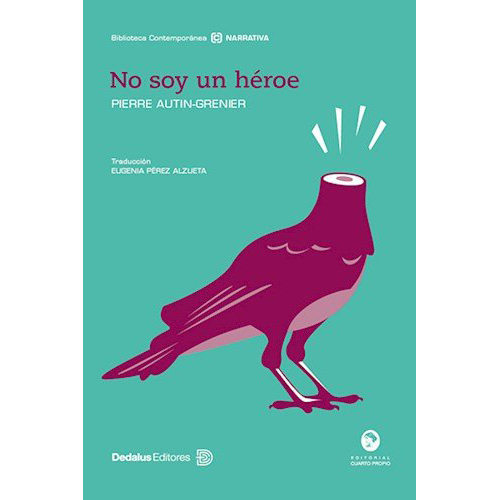 Biblioteca Contemporánea NARRATIVA
No soy un héroe
PIERRE AUTIN-GRENIER
Traducción
EUGENIA PÉREZ ALZUETA
Dedalus Editores
EDITORIAL
CUARTO PROPIO